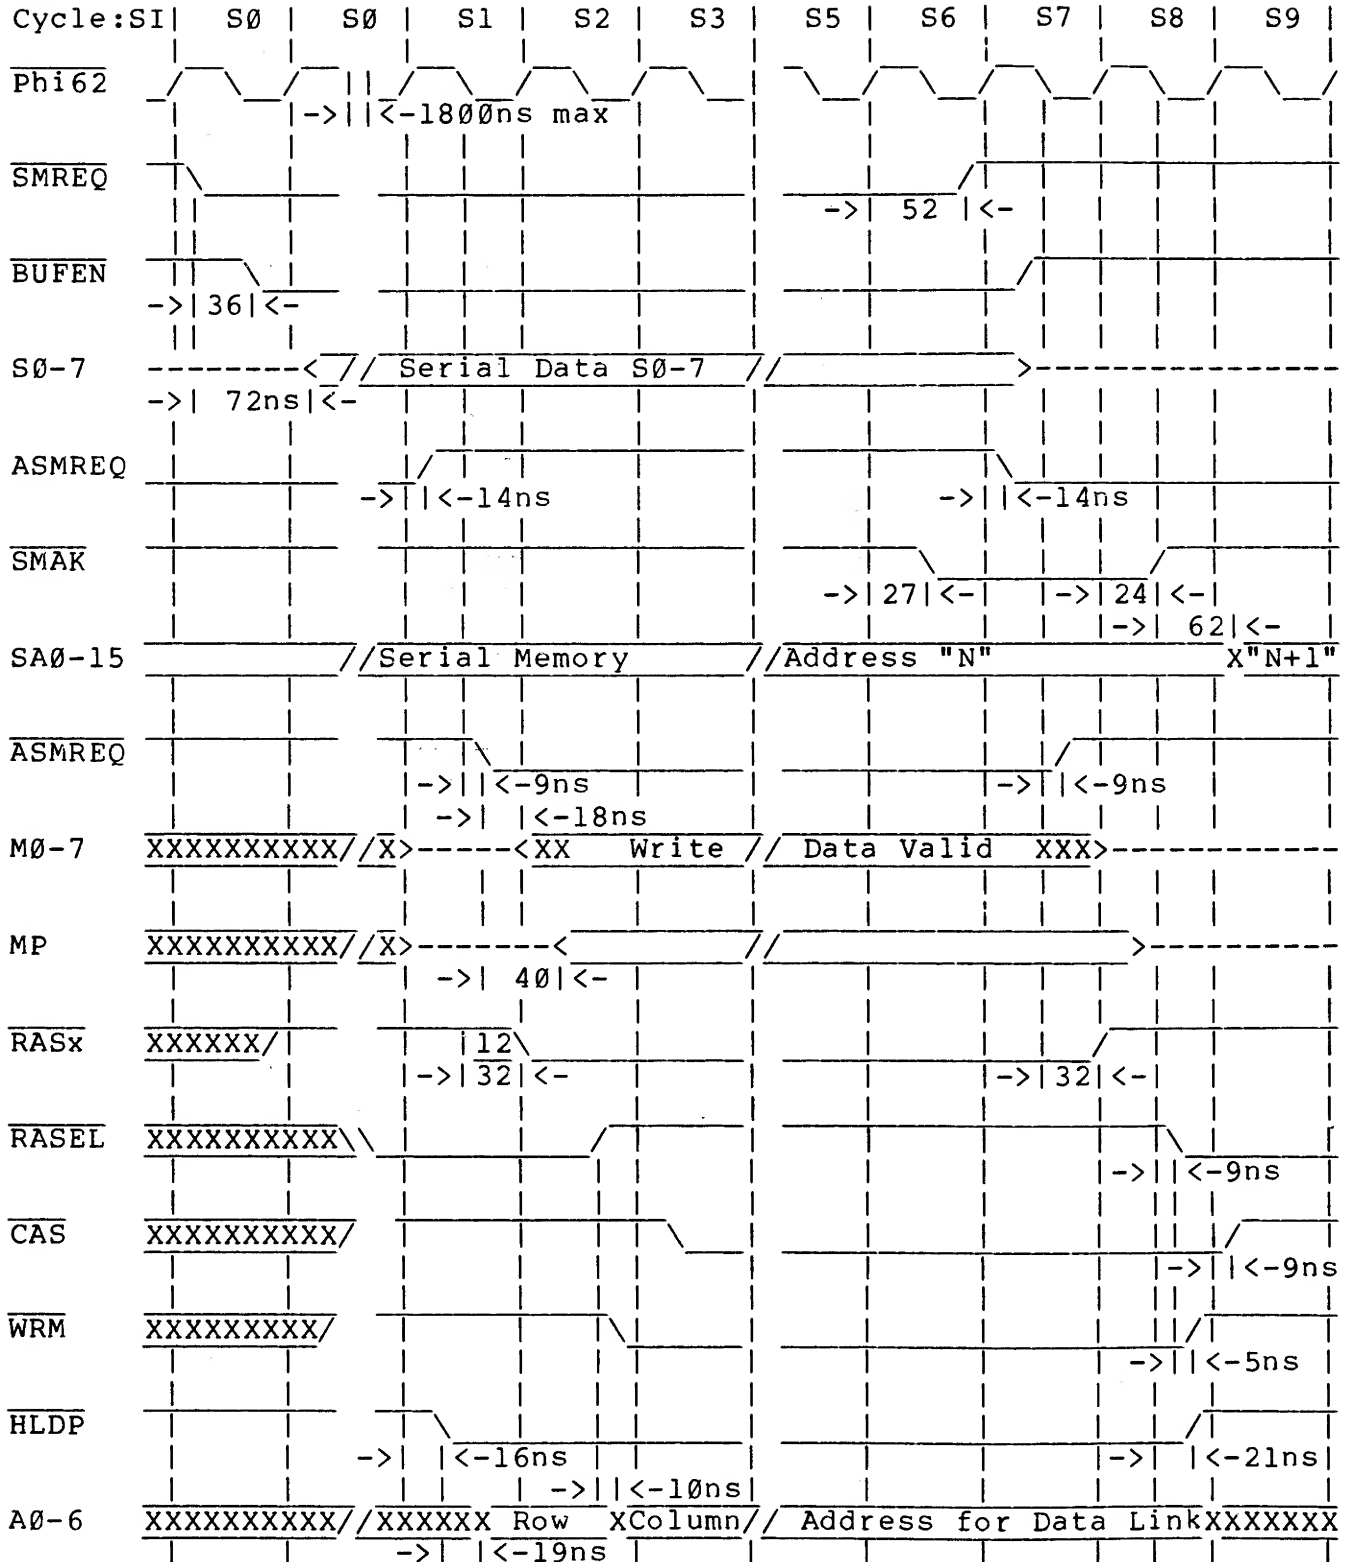 Cycle:SI| SØ | SØ | S1 | S2 | S3 | S5 | S6 | S7 | S8 | S9 |
Phi62
->||<-1800ns max
SMREQ
->| 52 |<-
BUFEN
->|36|<-
SØ-7 --------< // Serial Data SØ-7 // >----------
->| 72ns|<-
ASMREQ
->||<-14ns ->||<-14ns
SMAK
->|27|<- ->|24|<-
->| 62|<-
SAØ-15 //Serial Memory //Address "N" X"N+1"
ASMREQ
->||<-9ns ->||<-9ns
->| |<-18ns
MØ-7 XXXXXXXXXX//X>-----<XX Write // Data Valid XXX>----------
MP XXXXXXXXXX//X>-------< // >--------
->| 40|<-
RASx XXXXXX/ |12\
->|32|<- ->|32|<-
RASEL XXXXXXXXXX\\
->||<-9ns
CAS XXXXXXXXXX/
->||<-9ns
WRM XXXXXXXXX/
->||<-5ns
HLDP
->| |<-16ns ->| |<-21ns
->||<-10ns
AØ-6 XXXXXXXXXX//XXXXXX Row XColumn// Address for Data LinkXXXXXXX
->| |<-19ns